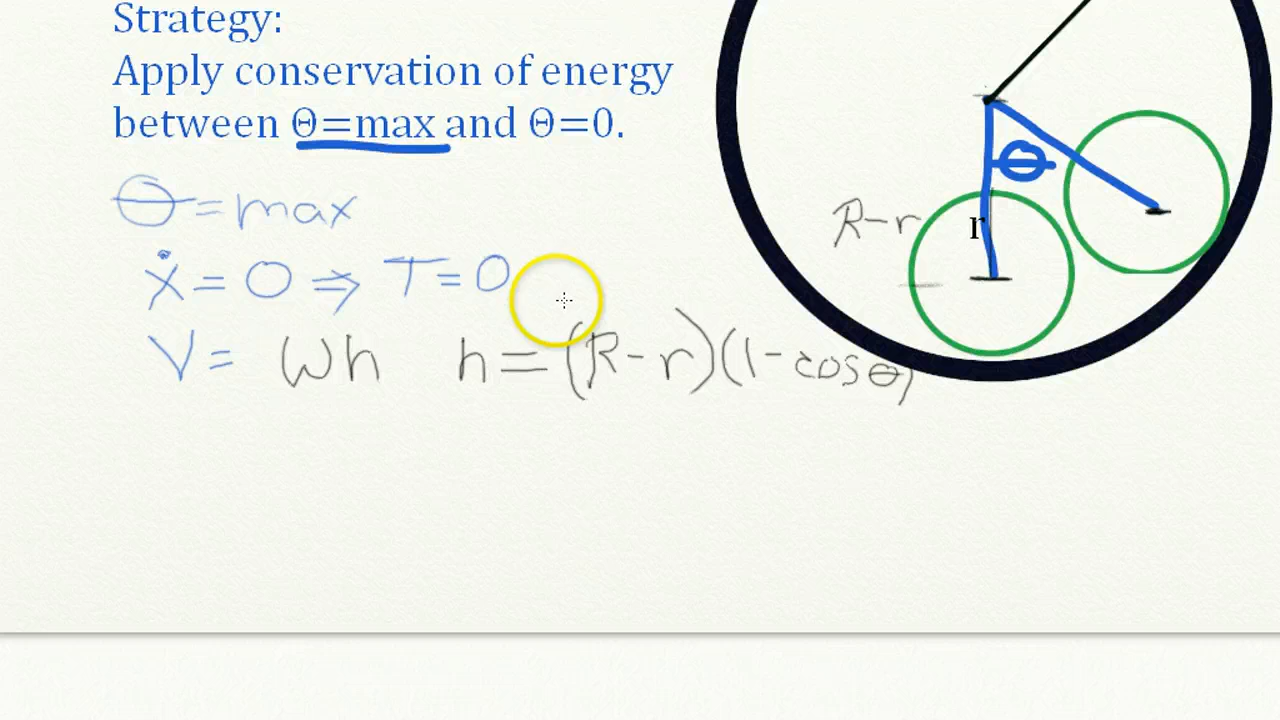 Strategy:
Apply conservation of energy
between Θ=max and Θ=0.
Θ=max
ẋ=0⇒T=0
V= Wh h=(R-r)(1-cosθ)
R-r
r
Θ